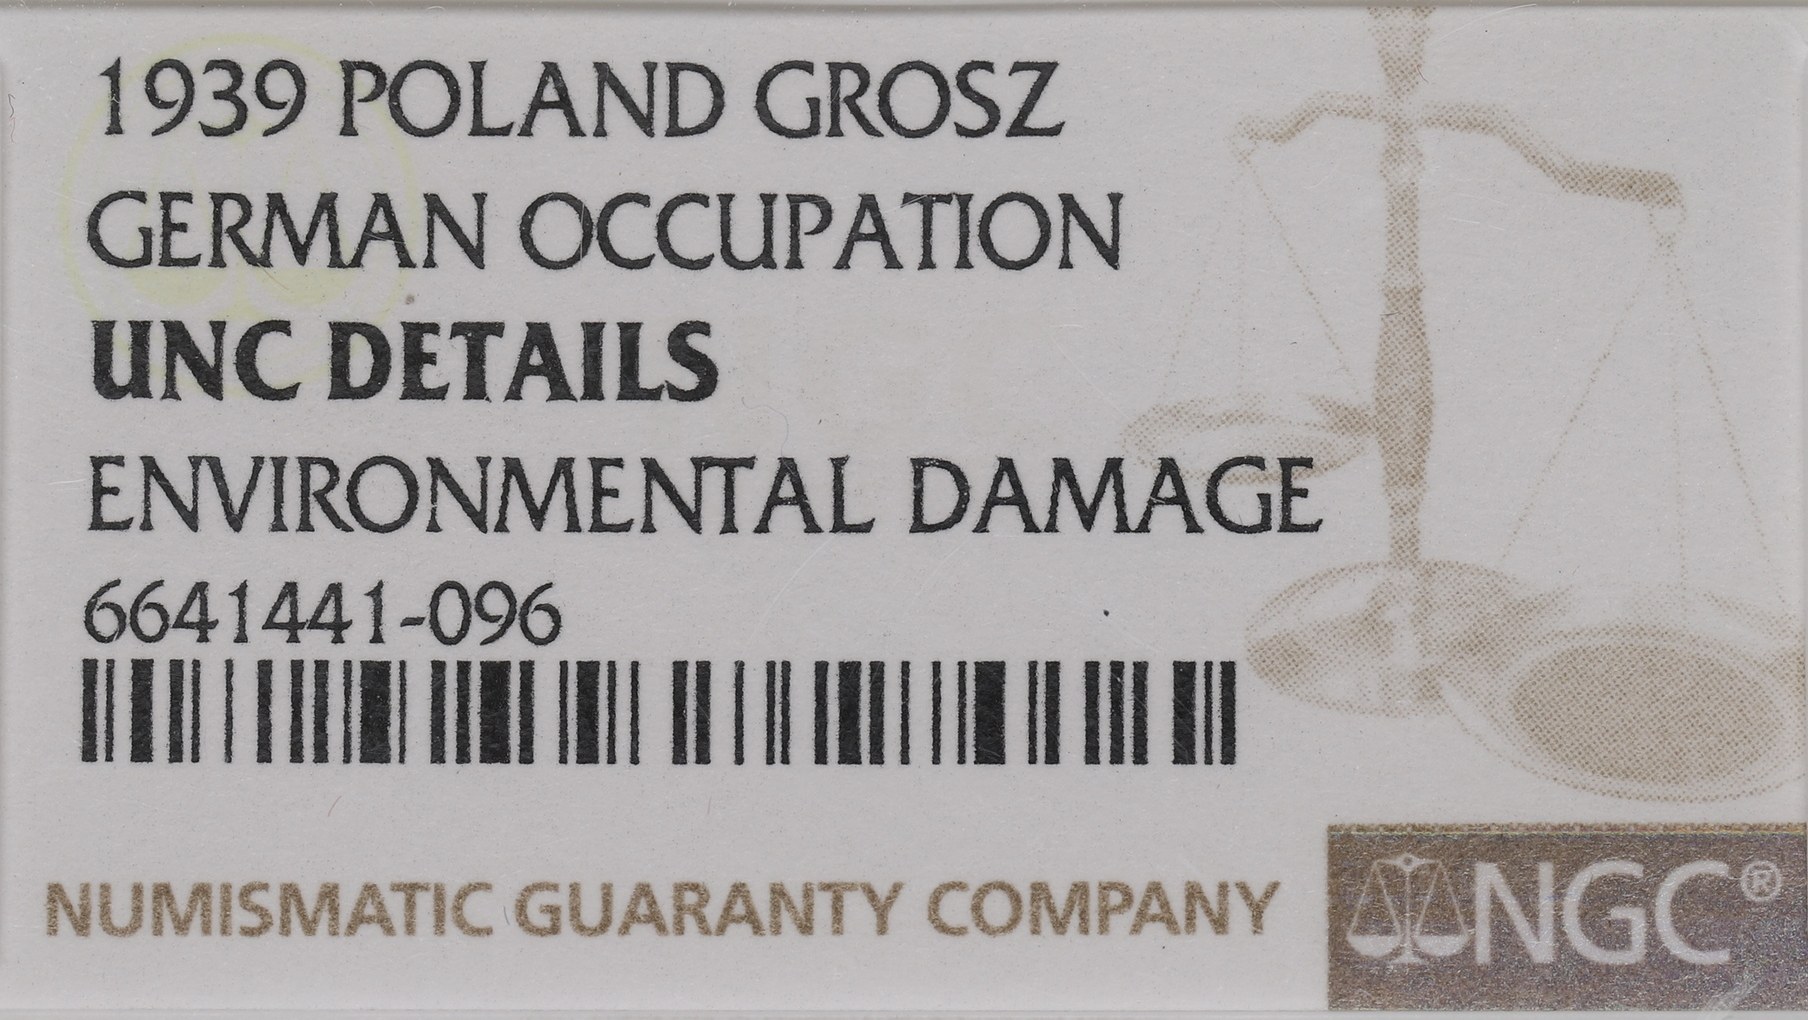 1939 POLAND GROSZ
GERMAN OCCUPATION
UNC DETAILS
ENVIRONMENTAL DAMAGE
6641441-096
NUMISMATIC GUARANTY COMPANY
NGC®